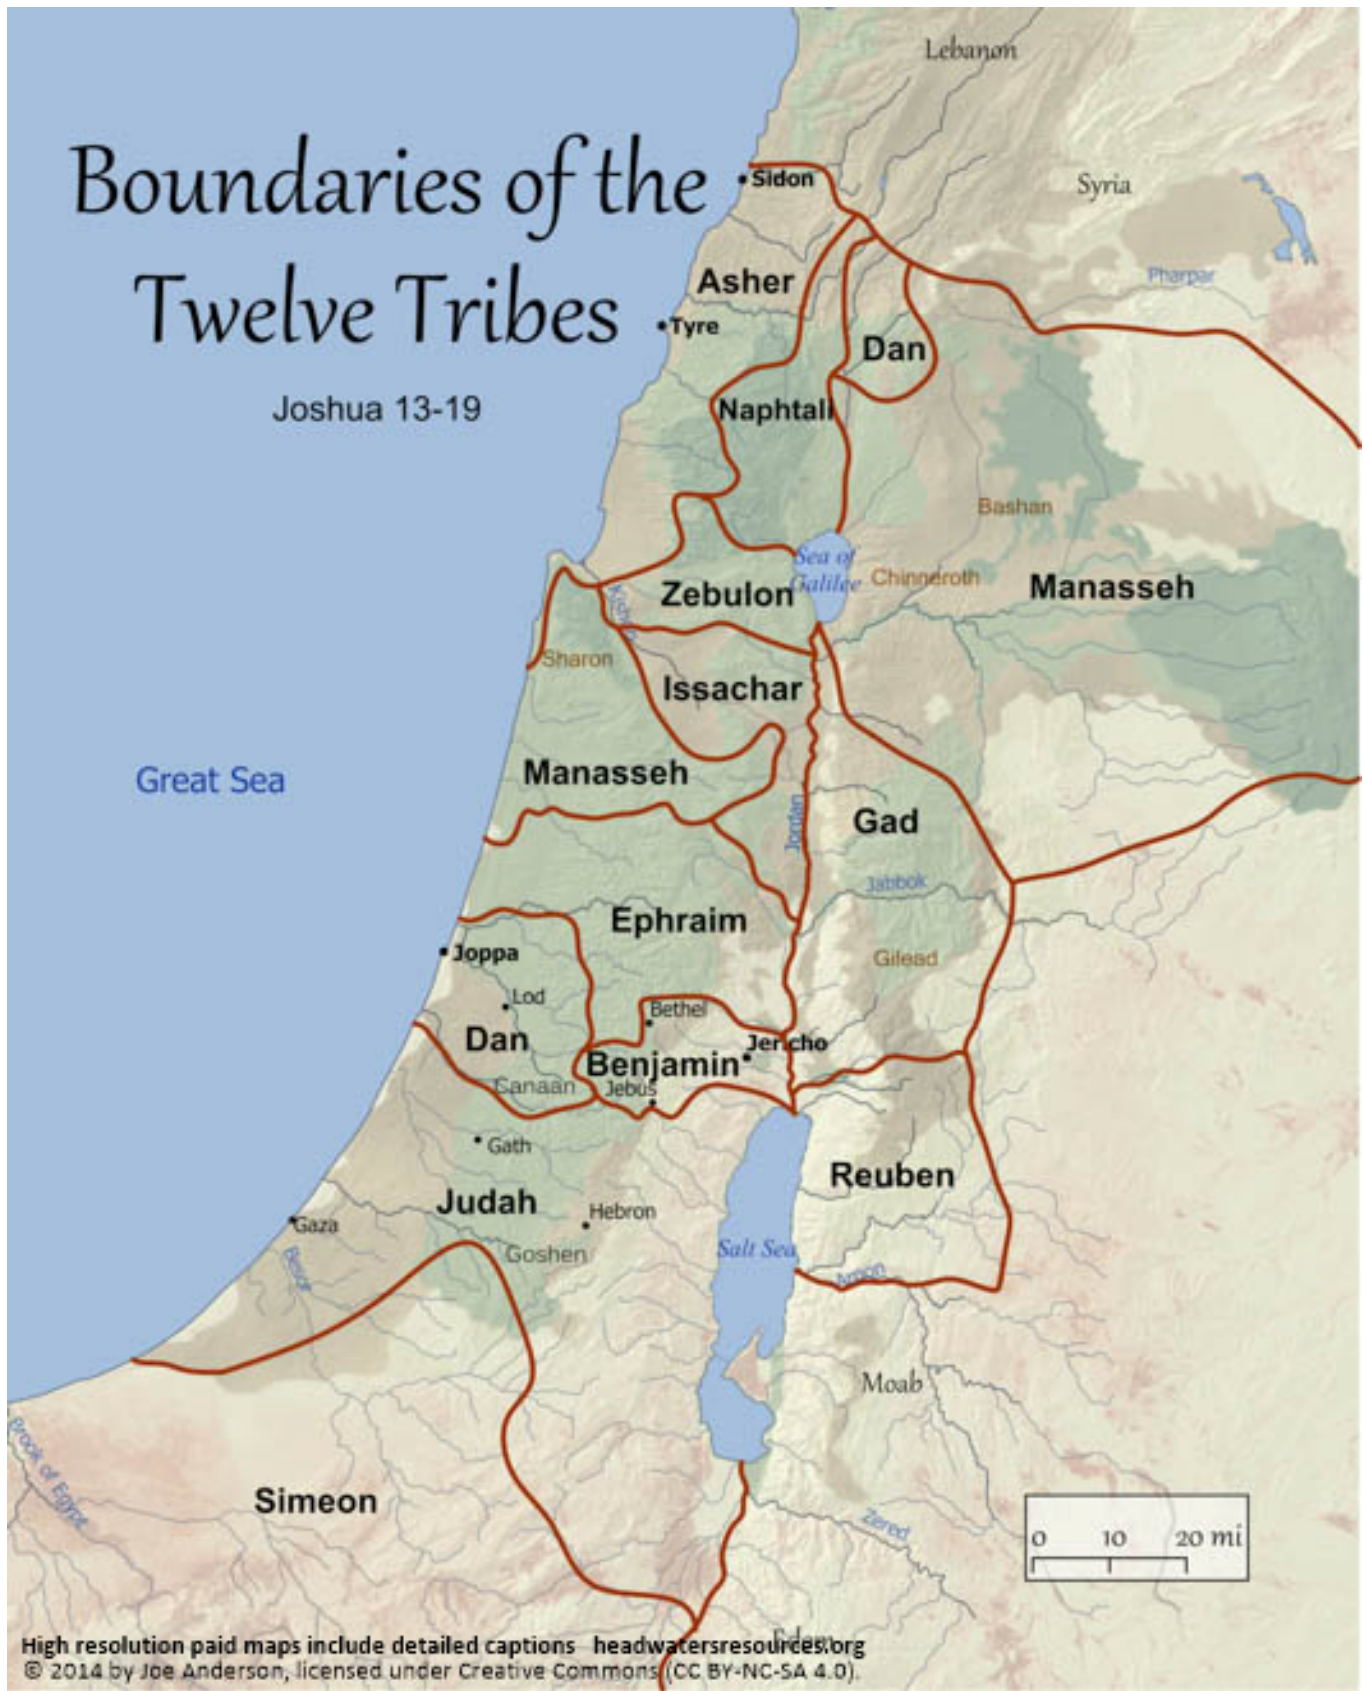 Lebanon
Boundaries of the
Twelve Tribes
Joshua 13-19
Sidon
Syria
Asher
Pharpar
Tyre
Dan
Naphtali
Bashan
Sea of
Galilee
Chinneroth
Manasseh
Zebulon
Kishon
Sharon
Issachar
Great Sea
Manasseh
Jordan
Gad
Jabbok
Ephraim
Joppa
Gilead
Lod
Bethel
Dan
Jericho
Benjamin
Canaan
Jebus
Gath
Reuben
Judah
Hebron
Gaza
Goshen
Salt Sea
Besor
Arnon
Moab
Brook of Egypt
Simeon
Zered
0 10 20 mi
Edom
High resolution paid maps include detailed captions headwatersresources.org
© 2014 by Joe Anderson, licensed under Creative Commons (CC BY-NC-SA 4.0).